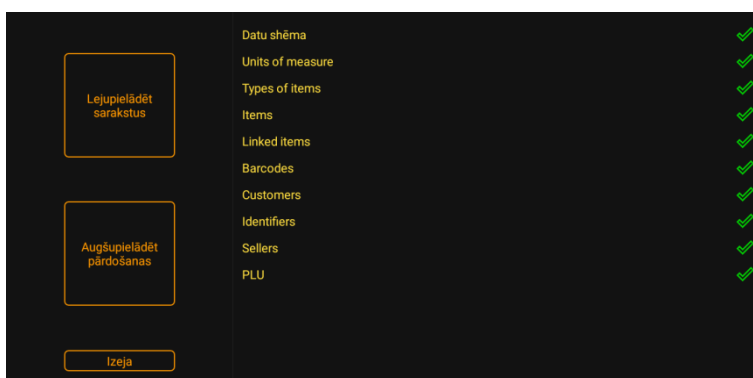 Lejupielādēt
sarakstus
Augšupielādēt
pārdošanas
Izeja
Datu shēma
Units of measure
Types of items
Items
Linked items
Barcodes
Customers
Identifiers
Sellers
PLU